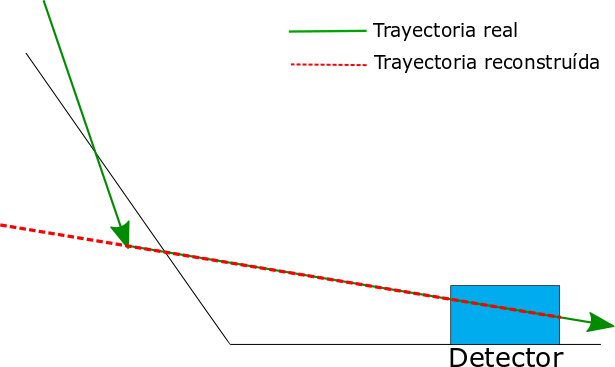 Trayectoria real
Trayectoria reconstruída
Detector